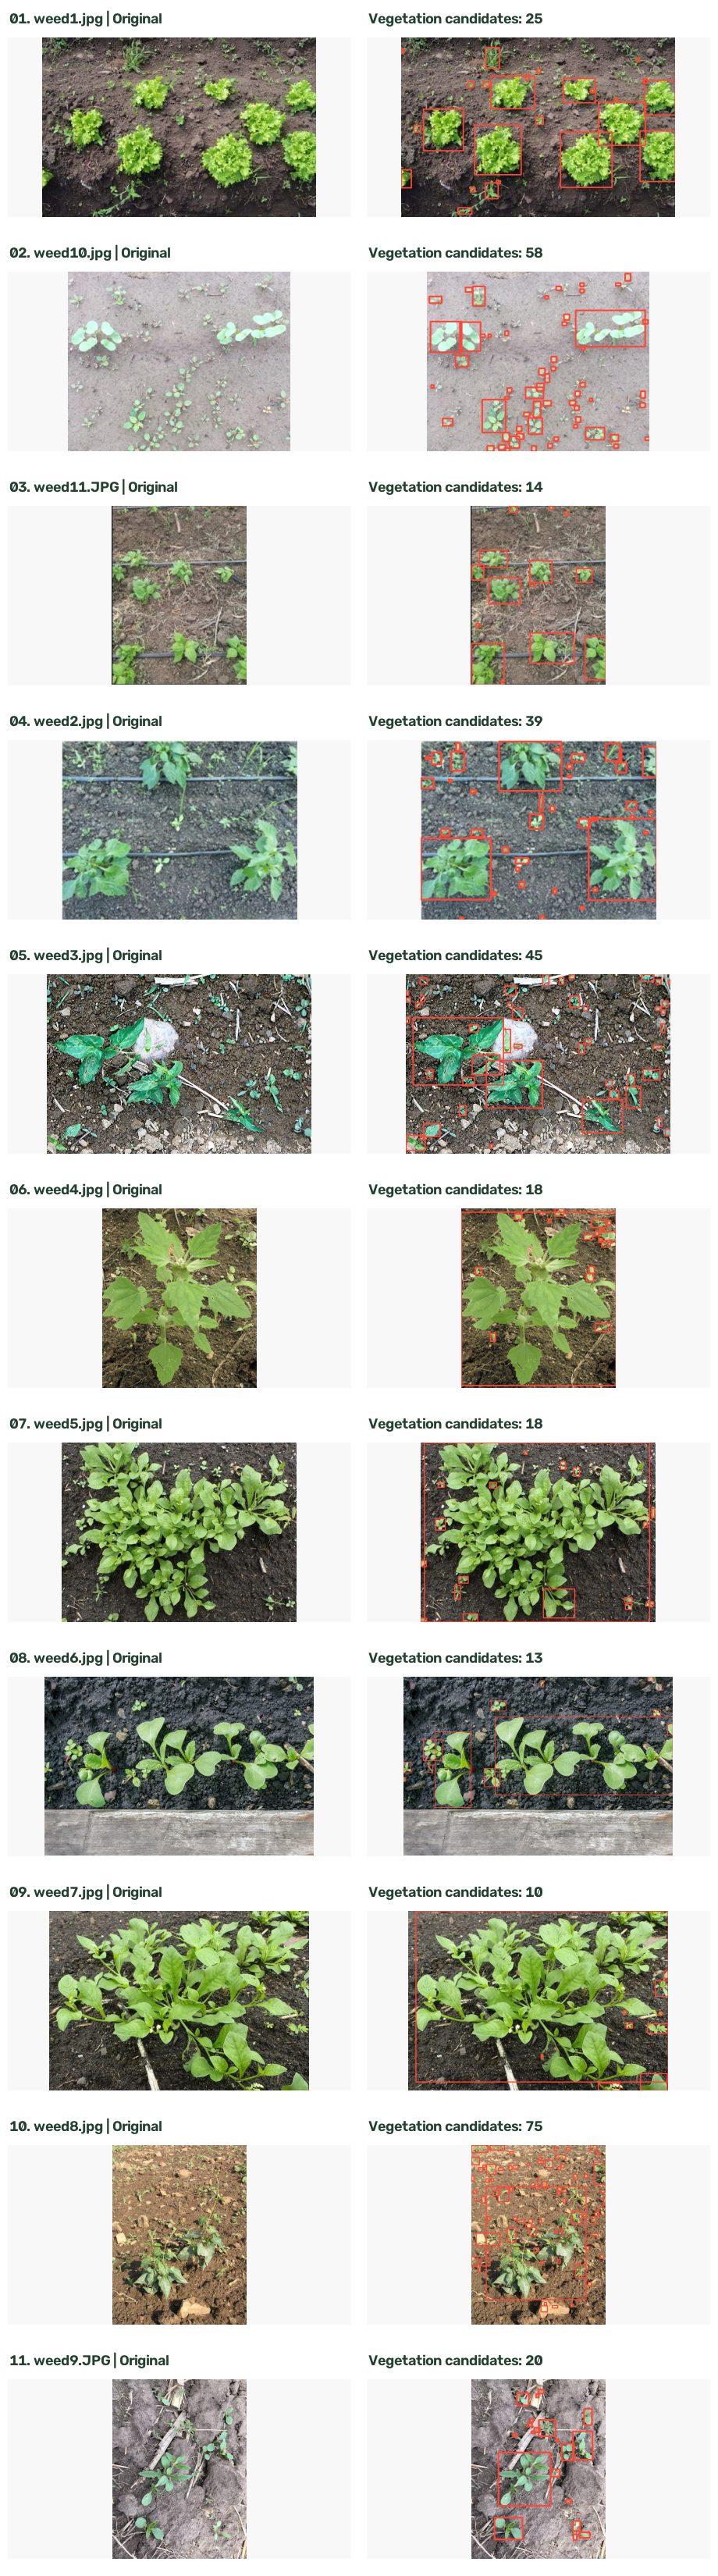 01. weed1.jpg | Original
Vegetation candidates: 25
02. weed10.jpg | Original
Vegetation candidates: 58
03. weed11.JPG | Original
Vegetation candidates: 14
04. weed2.jpg | Original
Vegetation candidates: 39
05. weed3.jpg | Original
Vegetation candidates: 45
06. weed4.jpg | Original
Vegetation candidates: 18
07. weed5.jpg | Original
Vegetation candidates: 18
08. weed6.jpg | Original
Vegetation candidates: 13
09. weed7.jpg | Original
Vegetation candidates: 10
10. weed8.jpg | Original
Vegetation candidates: 75
11. weed9.JPG | Original
Vegetation candidates: 20